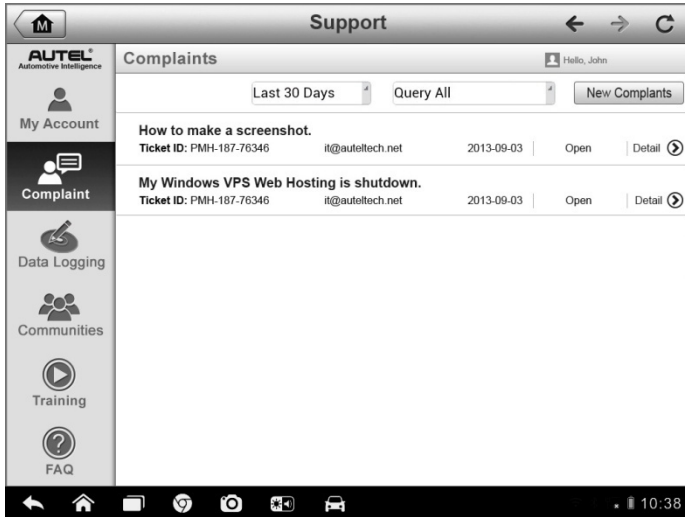 M
Support
AUTEL®
Automotive Intelligence
Complaints
Hello, John
Last 30 Days
Query All
New Complants
My Account
How to make a screenshot.
Ticket ID: PMH-187-76346 it@auteltech.net 2013-09-03 Open Detail
Complaint
My Windows VPS Web Hosting is shutdown.
Ticket ID: PMH-187-76346 it@auteltech.net 2013-09-03 Open Detail
Data Logging
Communities
Training
?
FAQ
10:38